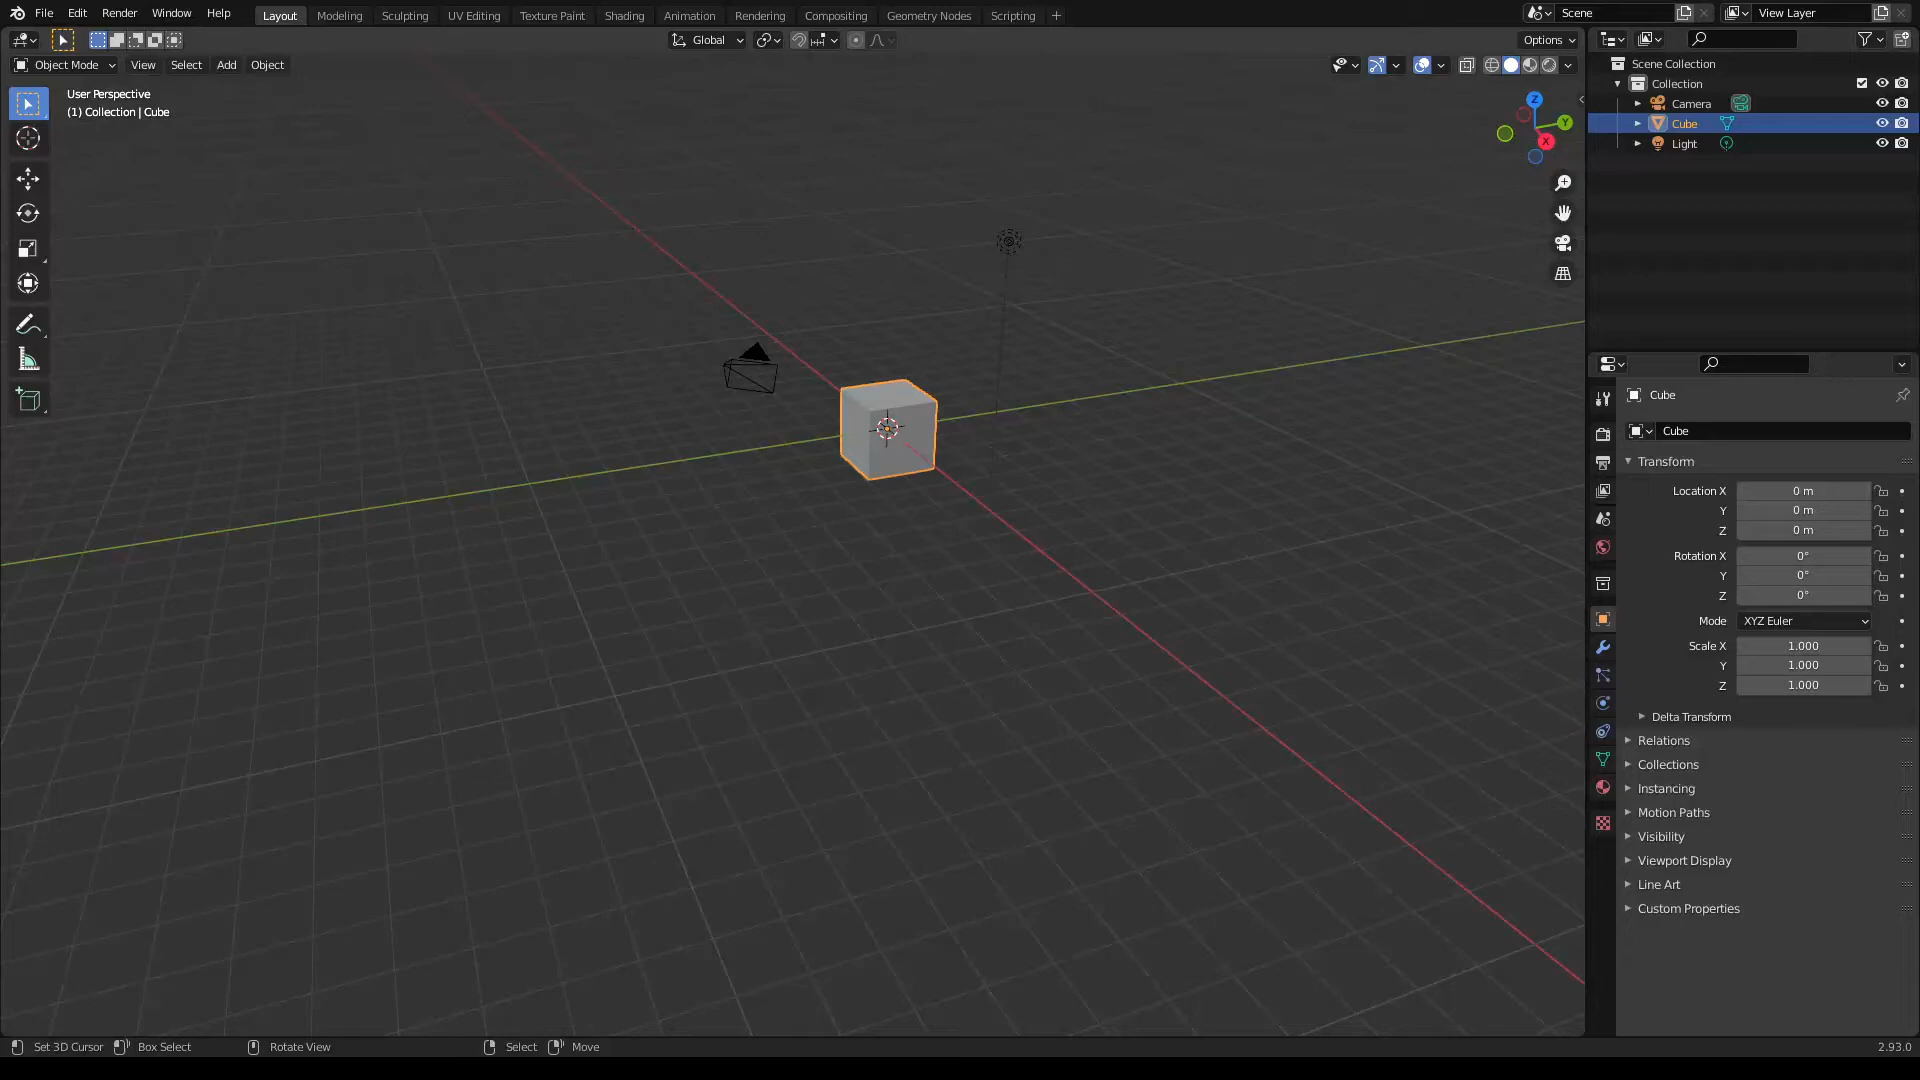 File Edit Render Window Help Layout Modeling Sculpting UV Editing Texture Paint Shading Animation Rendering Compositing Geometry Nodes Scripting + Scene View Layer
Global Options
Object Mode View Select Add Object
User Perspective
(1) Collection | Cube
Z
Y
X
Scene Collection
Collection
Camera
Cube
Light
Cube
Cube
Transform
Location X 0 m
Y 0 m
Z 0 m
Rotation X 0°
Y 0°
Z 0°
Mode XYZ Euler
Scale X 1.000
Y 1.000
Z 1.000
Delta Transform
Relations
Collections
Instancing
Motion Paths
Visibility
Viewport Display
Line Art
Custom Properties
Set 3D Cursor Box Select Rotate View Select Move 2.93.0